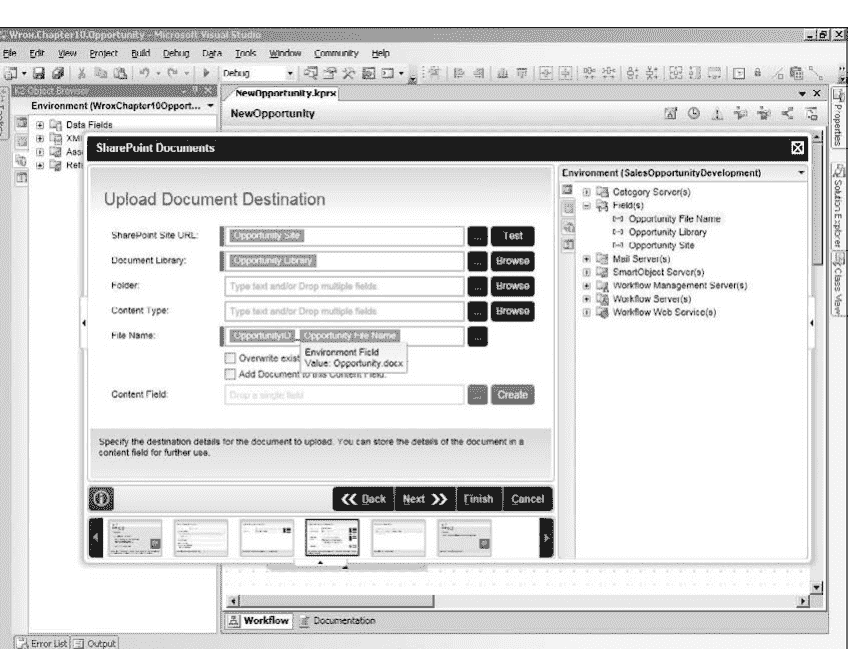 Wrox.Chapter10.Opportunity - Microsoft Visual Studio
File Edit View Project Build Debug Data Tools Window Community Help
Debug
K2 Object Browser
NewOpportunity.kprx
Environment (WroxChapter10Opport...
NewOpportunity
Data Fields
XMl
Ass
Refe
Properties
Solution Explorer
Class View
SharePoint Documents
Upload Document Destination
SharePoint Site URL: Opportunity Site ... Test
Document Library: Opportunity Library ... Browse
Folder: Type text and/or Drop multiple fields ... Browse
Content Type: Type text and/or Drop multiple fields ... Browse
File Name: OpportunityID _ Opportunity File Name ...
Environment Field
Value: Opportunity.docx
Overwrite exist
Add Document to this Content Field:
Content Field: Drop a single field ... Create
Specify the destination details for the document to upload. You can store the details of the document in a
content field for further use.
Back Next Finish Cancel
Environment (SalesOpportunityDevelopment)
Category Server(s)
Field(s)
Opportunity File Name
Opportunity Library
Opportunity Site
Mail Server(s)
SmartObject Server(s)
Workflow Management Server(s)
Workflow Server(s)
Workflow Web Service(s)
Workflow Documentation
Error List Output